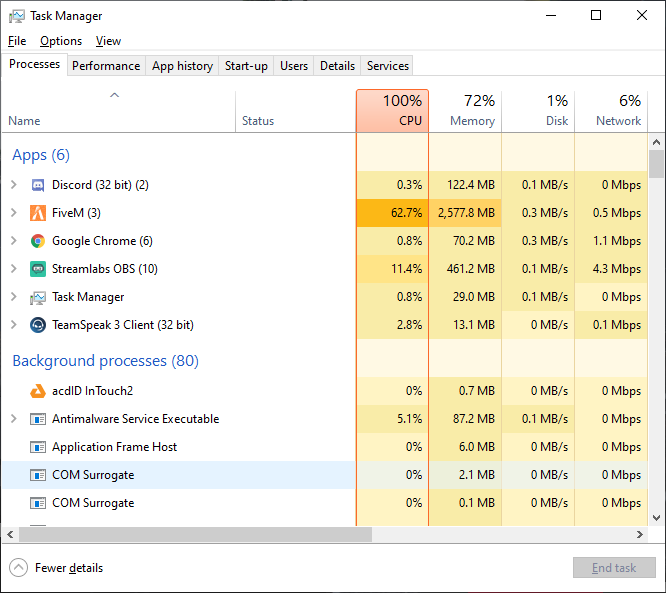 Task Manager
File Options View
Processes Performance App history Start-up Users Details Services
100% 72% 1% 6%
Name Status CPU Memory Disk Network
Apps (6)
Discord (32 bit) (2) 0.3% 122.4 MB 0.1 MB/s 0 Mbps
FiveM (3) 62.7% 2,577.8 MB 0.3 MB/s 0.5 Mbps
Google Chrome (6) 0.8% 70.2 MB 0.3 MB/s 1.1 Mbps
Streamlabs OBS (10) 11.4% 461.2 MB 0.1 MB/s 4.3 Mbps
Task Manager 0.8% 29.0 MB 0.1 MB/s 0 Mbps
TeamSpeak 3 Client (32 bit) 2.8% 13.1 MB 0 MB/s 0.1 Mbps
Background processes (80)
acdID InTouch2 0% 0.7 MB 0 MB/s 0 Mbps
Antimalware Service Executable 5.1% 87.2 MB 0.1 MB/s 0 Mbps
Application Frame Host 0% 6.0 MB 0 MB/s 0 Mbps
COM Surrogate 0% 2.1 MB 0 MB/s 0 Mbps
COM Surrogate 0% 0.1 MB 0 MB/s 0 Mbps
Fewer details End task